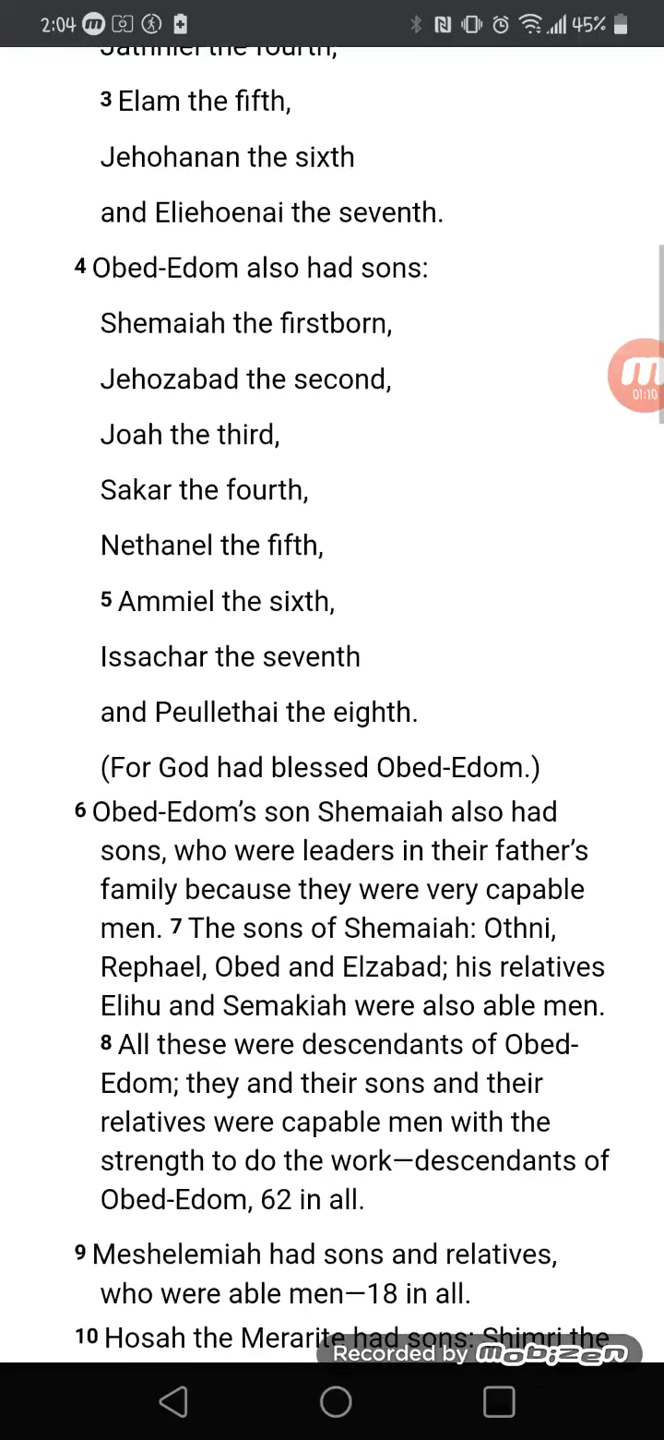 2:04
45%
Jathniel the fourth,
3 Elam the fifth,
Jehohanan the sixth
and Eliehoenai the seventh.
4 Obed-Edom also had sons:
Shemaiah the firstborn,
01:10
Jehozabad the second,
Joah the third,
Sakar the fourth,
Nethanel the fifth,
5 Ammiel the sixth,
Issachar the seventh
and Peullethai the eighth.
(For God had blessed Obed-Edom.)
6 Obed-Edom’s son Shemaiah also had
sons, who were leaders in their father’s
family because they were very capable
men. 7 The sons of Shemaiah: Othni,
Rephael, Obed and Elzabad; his relatives
Elihu and Semakiah were also able men.
8 All these were descendants of Obed-
Edom; they and their sons and their
relatives were capable men with the
strength to do the work—descendants of
Obed-Edom, 62 in all.
9 Meshelemiah had sons and relatives,
who were able men—18 in all.
10 Hosah the Merarite had sons: Shimri the
Recorded by mobizen